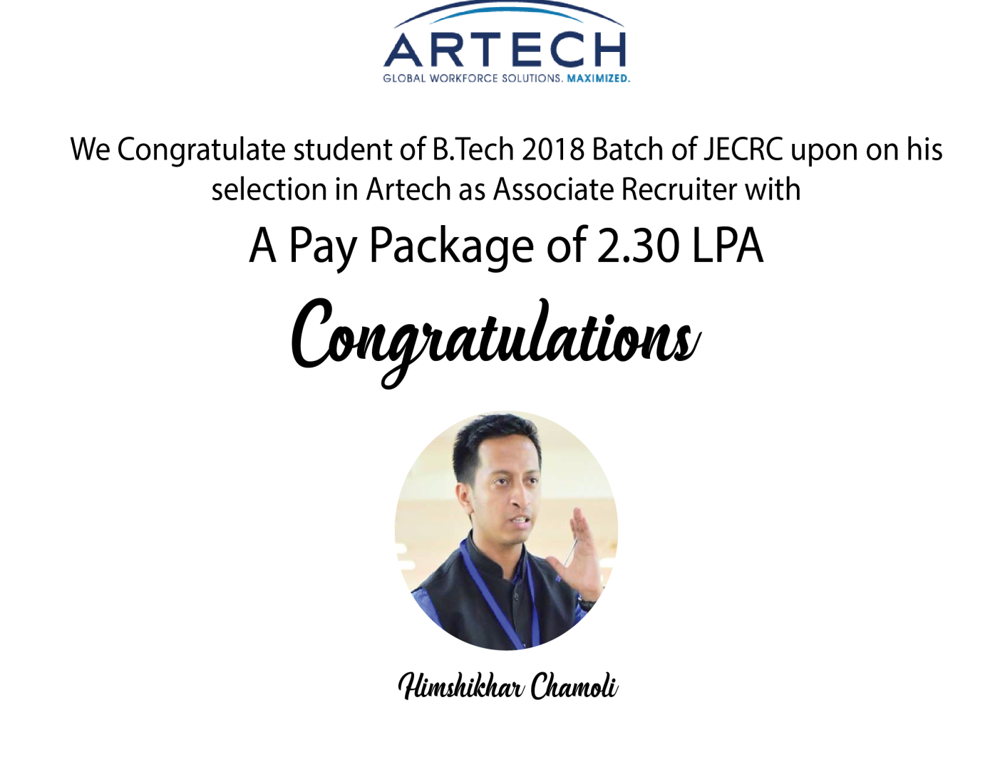 ARTECH
GLOBAL WORKFORCE SOLUTIONS. MAXIMIZED.
We Congratulate student of B.Tech 2018 Batch of JECRC upon on his
selection in Artech as Associate Recruiter with
A Pay Package of 2.30 LPA
Congratulations
Himshikhar Chamoli